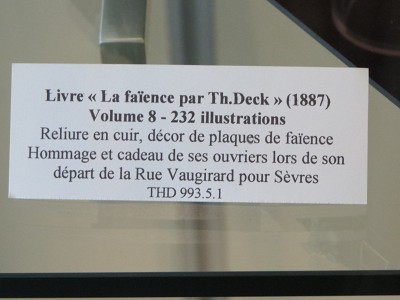 Livre « La faïence par Th.Deck » (1887)
Volume 8 - 232 illustrations
Reliure en cuir, décor de plaques de faïence
Hommage et cadeau de ses ouvriers lors de son
départ de la Rue Vaugirard pour Sèvres
THD 993.5.1